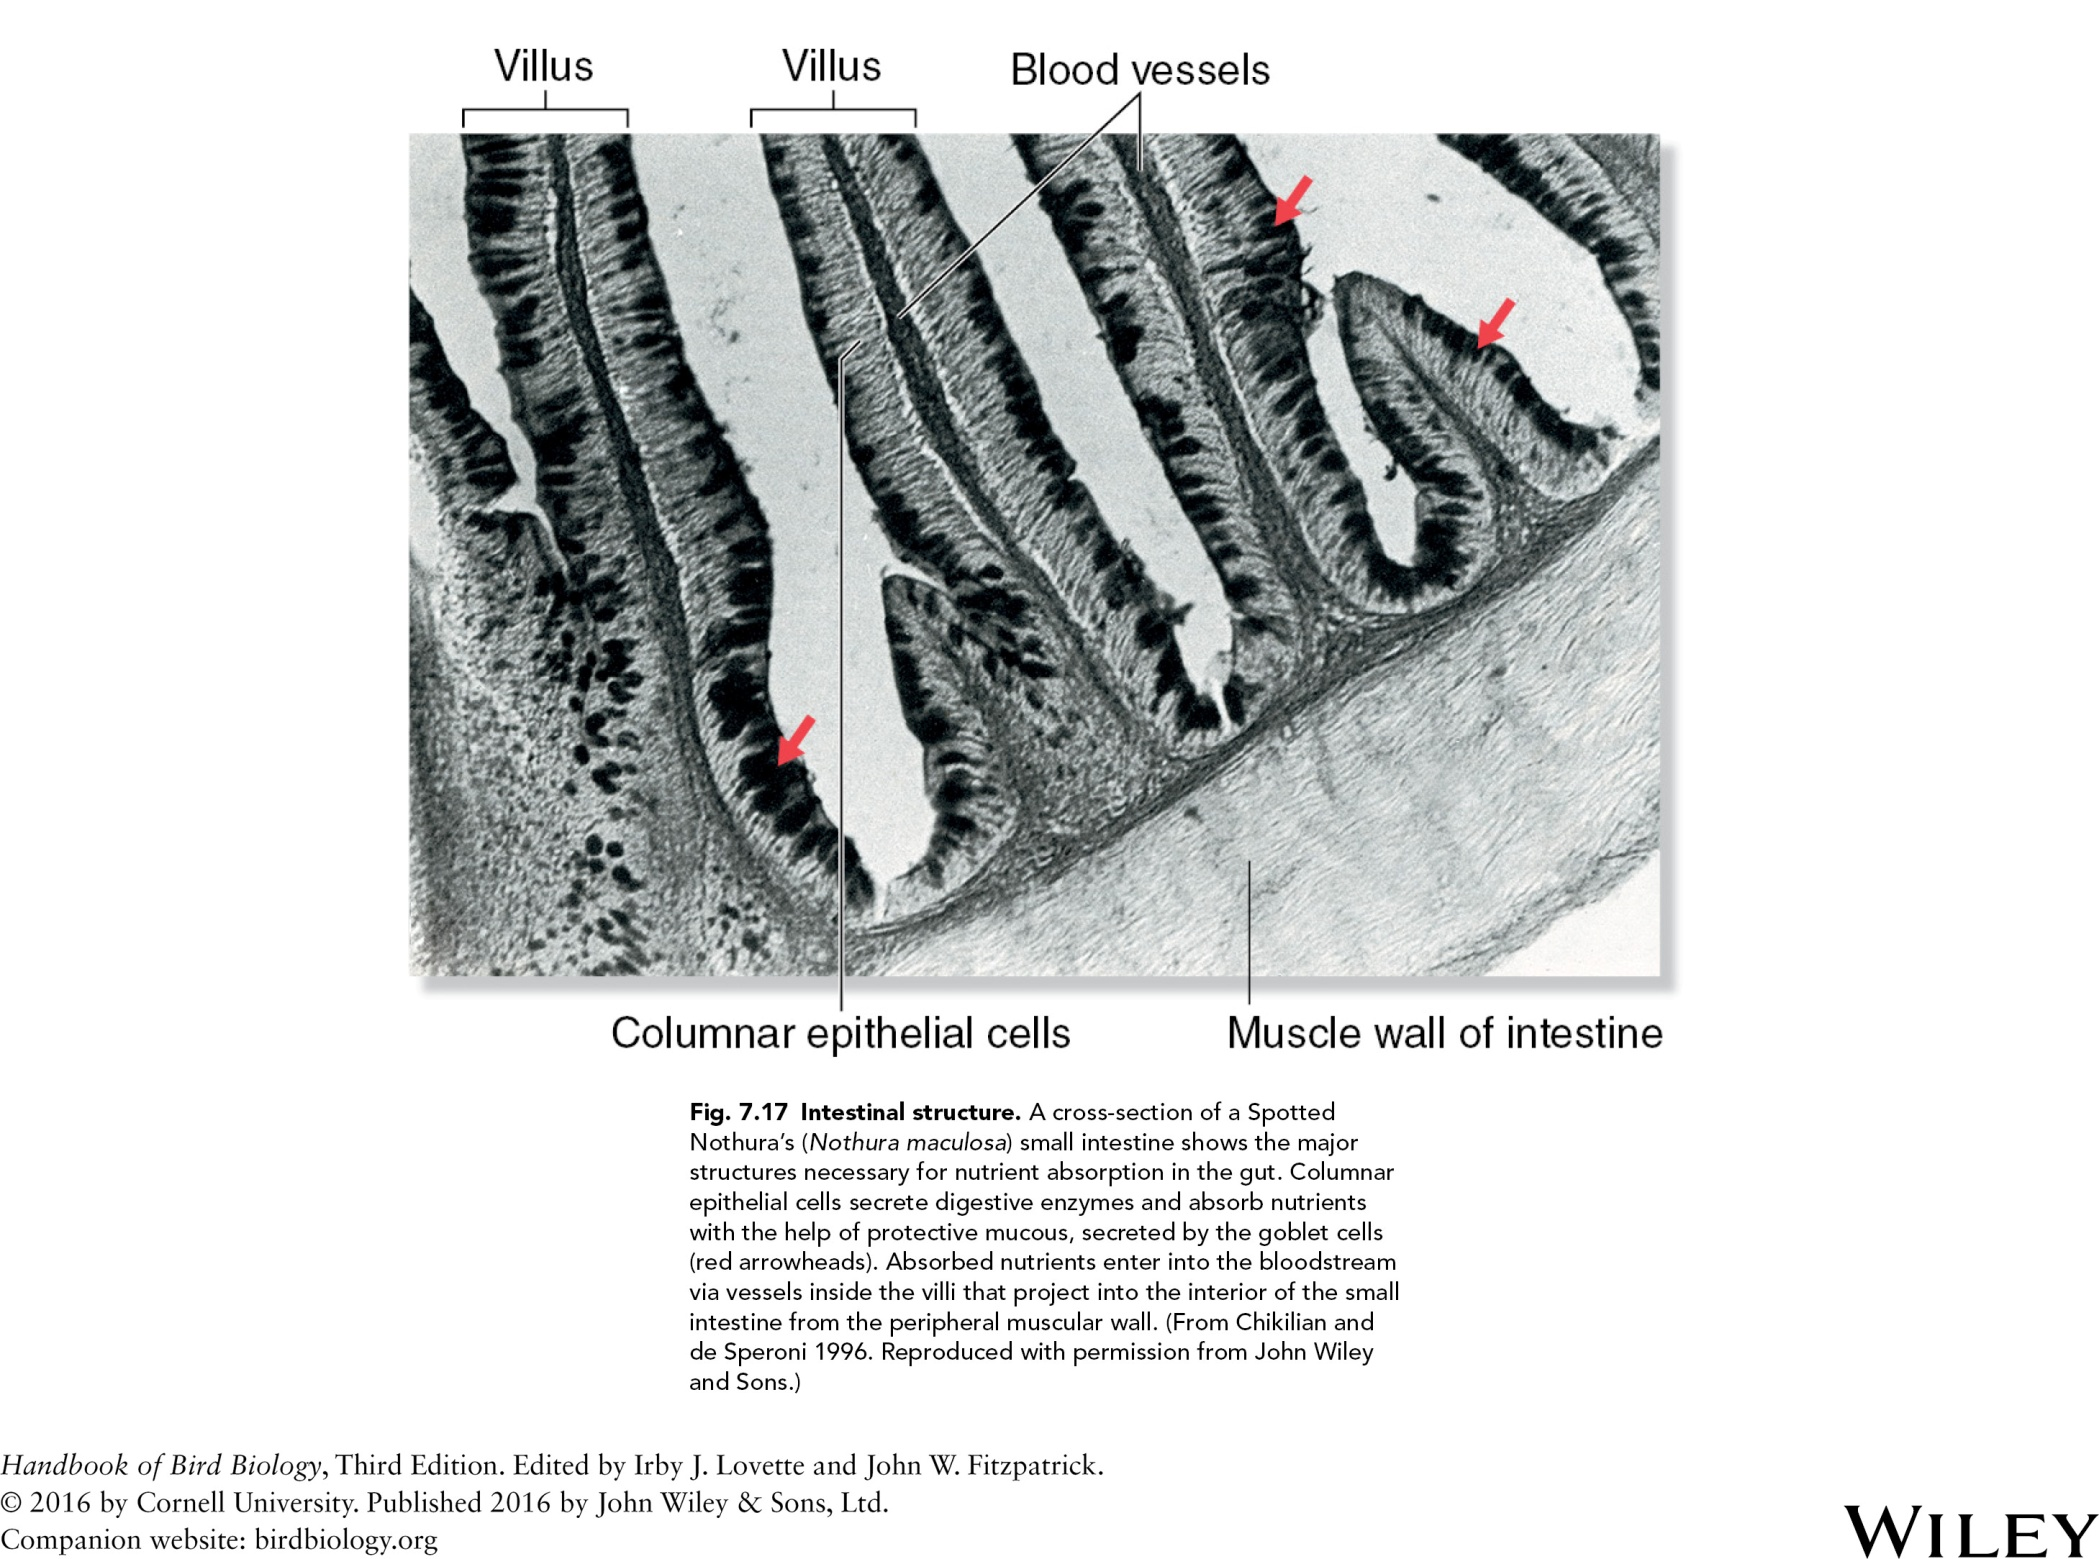 Villus
Villus
Blood vessels
Columnar epithelial cells
Muscle wall of intestine
Fig. 7.17 Intestinal structure. A cross-section of a Spotted
Nothura's (Nothura maculosa) small intestine shows the major
structures necessary for nutrient absorption in the gut. Columnar
epithelial cells secrete digestive enzymes and absorb nutrients
with the help of protective mucous, secreted by the goblet cells
(red arrowheads). Absorbed nutrients enter into the bloodstream
via vessels inside the villi that project into the interior of the small
intestine from the peripheral muscular wall. (From Chikilian and
de Speroni 1996. Reproduced with permission from John Wiley
and Sons.)
Handbook of Bird Biology, Third Edition. Edited by Irby J. Lovette and John W. Fitzpatrick.
© 2016 by Cornell University. Published 2016 by John Wiley & Sons, Ltd.
Companion website: birdbiology.org
WILEY